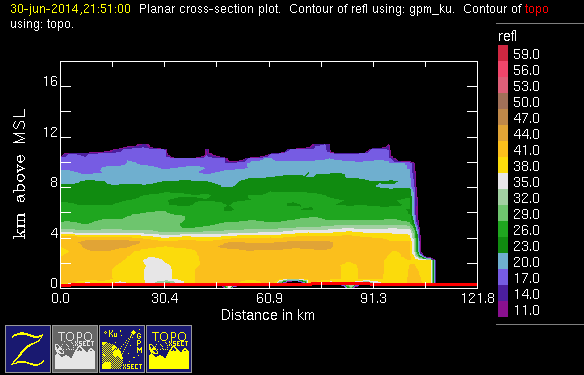 30-jun-2014,21:51:00 Planar cross-section plot. Contour of refl using: gpm_ku. Contour of topo
using: topo.
refl
59.0
56.0
53.0
50.0
47.0
44.0
41.0
38.0
35.0
32.0
29.0
26.0
23.0
20.0
17.0
14.0
11.0
km above MSL
16
12
8
4
0
0.0 30.4 60.9 91.3 121.8
Distance in km
Z
TOPO XSECT
"Ku" GPM XSECT
TOPO XSECT